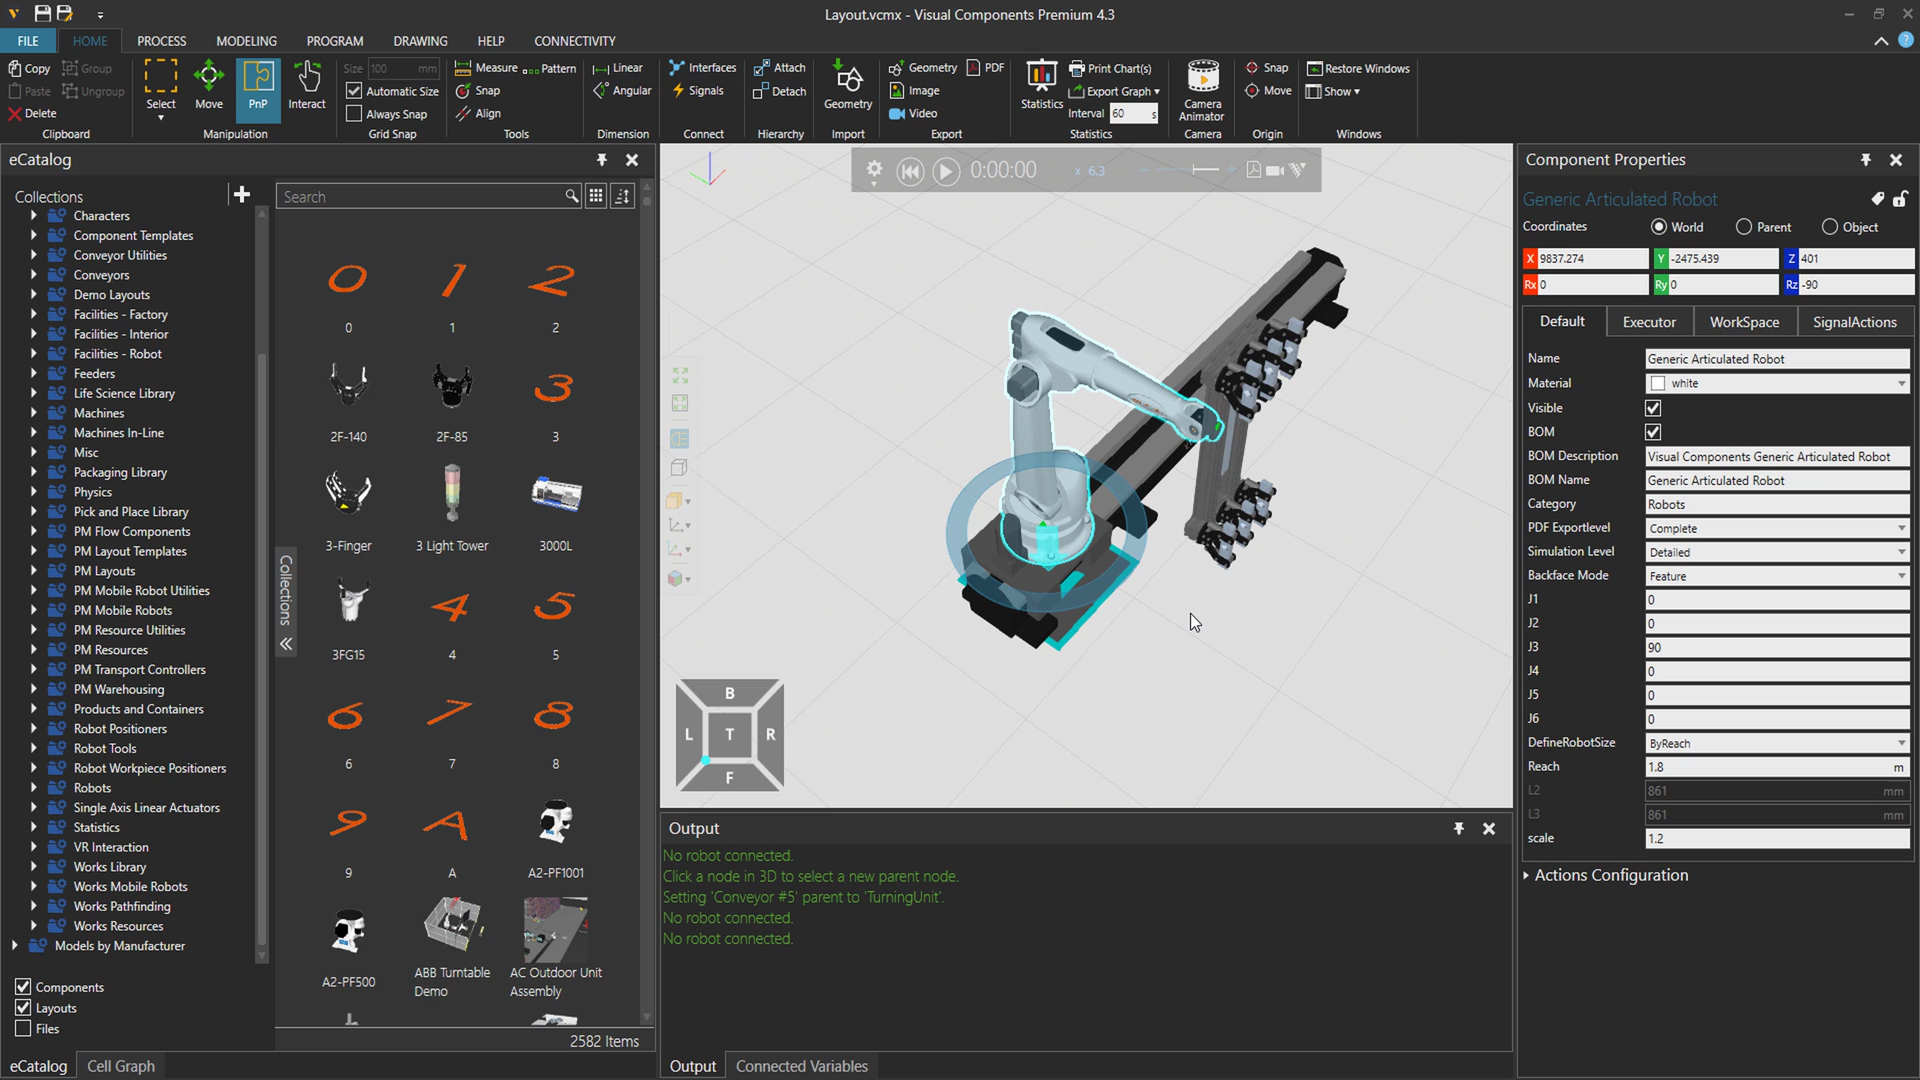 Layout.vcmx - Visual Components Premium 4.3
FILE HOME PROCESS MODELING PROGRAM DRAWING HELP CONNECTIVITY
Copy Group Select Move PnP Interact Size 100 mm Measure Pattern Linear Interfaces Attach Geometry Geometry PDF Statistics Print Chart(s) Camera Animator Snap Restore Windows
Paste Ungroup Automatic Size Snap Angular Signals Detach Image Export Graph Move Show
Delete Always Snap Align Video Interval 60 s
Clipboard Manipulation Grid Snap Tools Dimension Connect Hierarchy Import Export Statistics Camera Origin Windows
eCatalog
Collections
Search
Characters
Component Templates
Conveyor Utilities
Conveyors
Demo Layouts
Facilities - Factory
Facilities - Interior
Facilities - Robot
Feeders
Life Science Library
Machines
Machines In-Line
Misc
Packaging Library
Physics
Pick and Place Library
PM Flow Components
PM Layout Templates
PM Layouts
PM Mobile Robot Utilities
PM Mobile Robots
PM Resource Utilities
PM Resources
PM Transport Controllers
PM Warehousing
Products and Containers
Robot Positioners
Robot Tools
Robot Workpiece Positioners
Robots
Single Axis Linear Actuators
Statistics
VR Interaction
Works Library
Works Mobile Robots
Works Pathfinding
Works Resources
Models by Manufacturer
Components
Layouts
Files
Collections
0 1 2
0 1 2
3
2F-140 2F-85 3
3-Finger 3 Light Tower 3000L
4 5
3FG15 4 5
6 7 8
6 7 8
9 A
9 A A2-PF1001
A2-PF500 ABB Turntable Demo AC Outdoor Unit Assembly
2582 Items
eCatalog Cell Graph
0:00:00 x 6.3
B
L T R
F
Output
No robot connected.
Click a node in 3D to select a new parent node.
Setting 'Conveyor #5' parent to 'TurningUnit'.
No robot connected.
No robot connected.
Output Connected Variables
Component Properties
Generic Articulated Robot
Coordinates World Parent Object
X 9837.274 Y -2475.439 Z 401
Rx 0 Ry 0 Rz -90
Default Executor WorkSpace SignalActions
Name Generic Articulated Robot
Material white
Visible
BOM
BOM Description Visual Components Generic Articulated Robot
BOM Name Generic Articulated Robot
Category Robots
PDF Exportlevel Complete
Simulation Level Detailed
Backface Mode Feature
J1 0
J2 0
J3 90
J4 0
J5 0
J6 0
DefineRobotSize ByReach
Reach 1.8 m
L2 861 mm
L3 861 mm
scale 1.2
Actions Configuration